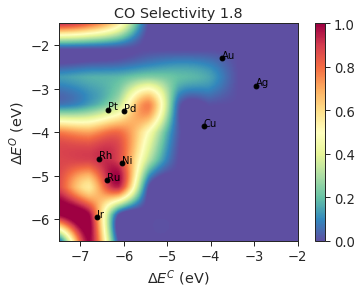 CO Selectivity 1.8
−2
−3
−4
−5
−6
ΔE^O (eV)
Au
Ag
Pt
Pd
Cu
Rh
Ni
Ru
Ir
−7
−6
−5
−4
−3
−2
ΔE^C (eV)
1.0
0.8
0.6
0.4
0.2
0.0